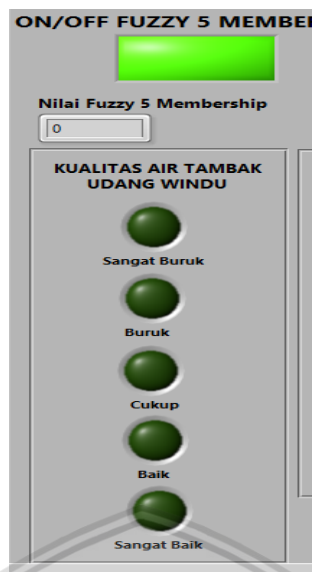 ON/OFF FUZZY 5 MEMBE
Nilai Fuzzy 5 Membership
0
KUALITAS AIR TAMBAK
UDANG WINDU
Sangat Buruk
Buruk
Cukup
Baik
Sangat Baik